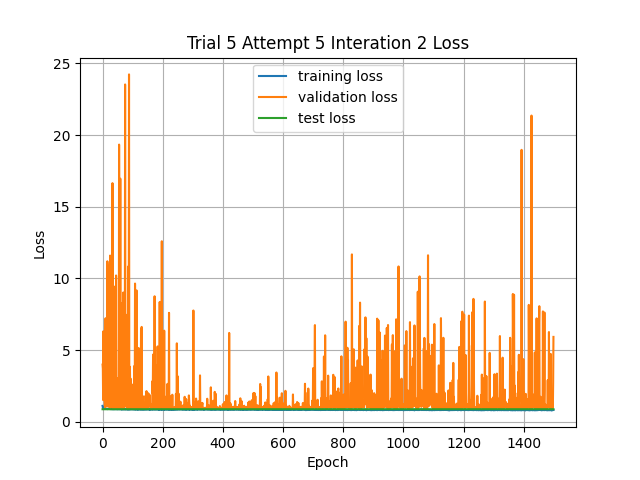 Trial 5 Attempt 5 Interation 2 Loss
training loss
validation loss
test loss
Loss
25
20
15
10
5
0
0 200 400 600 800 1000 1200 1400
Epoch